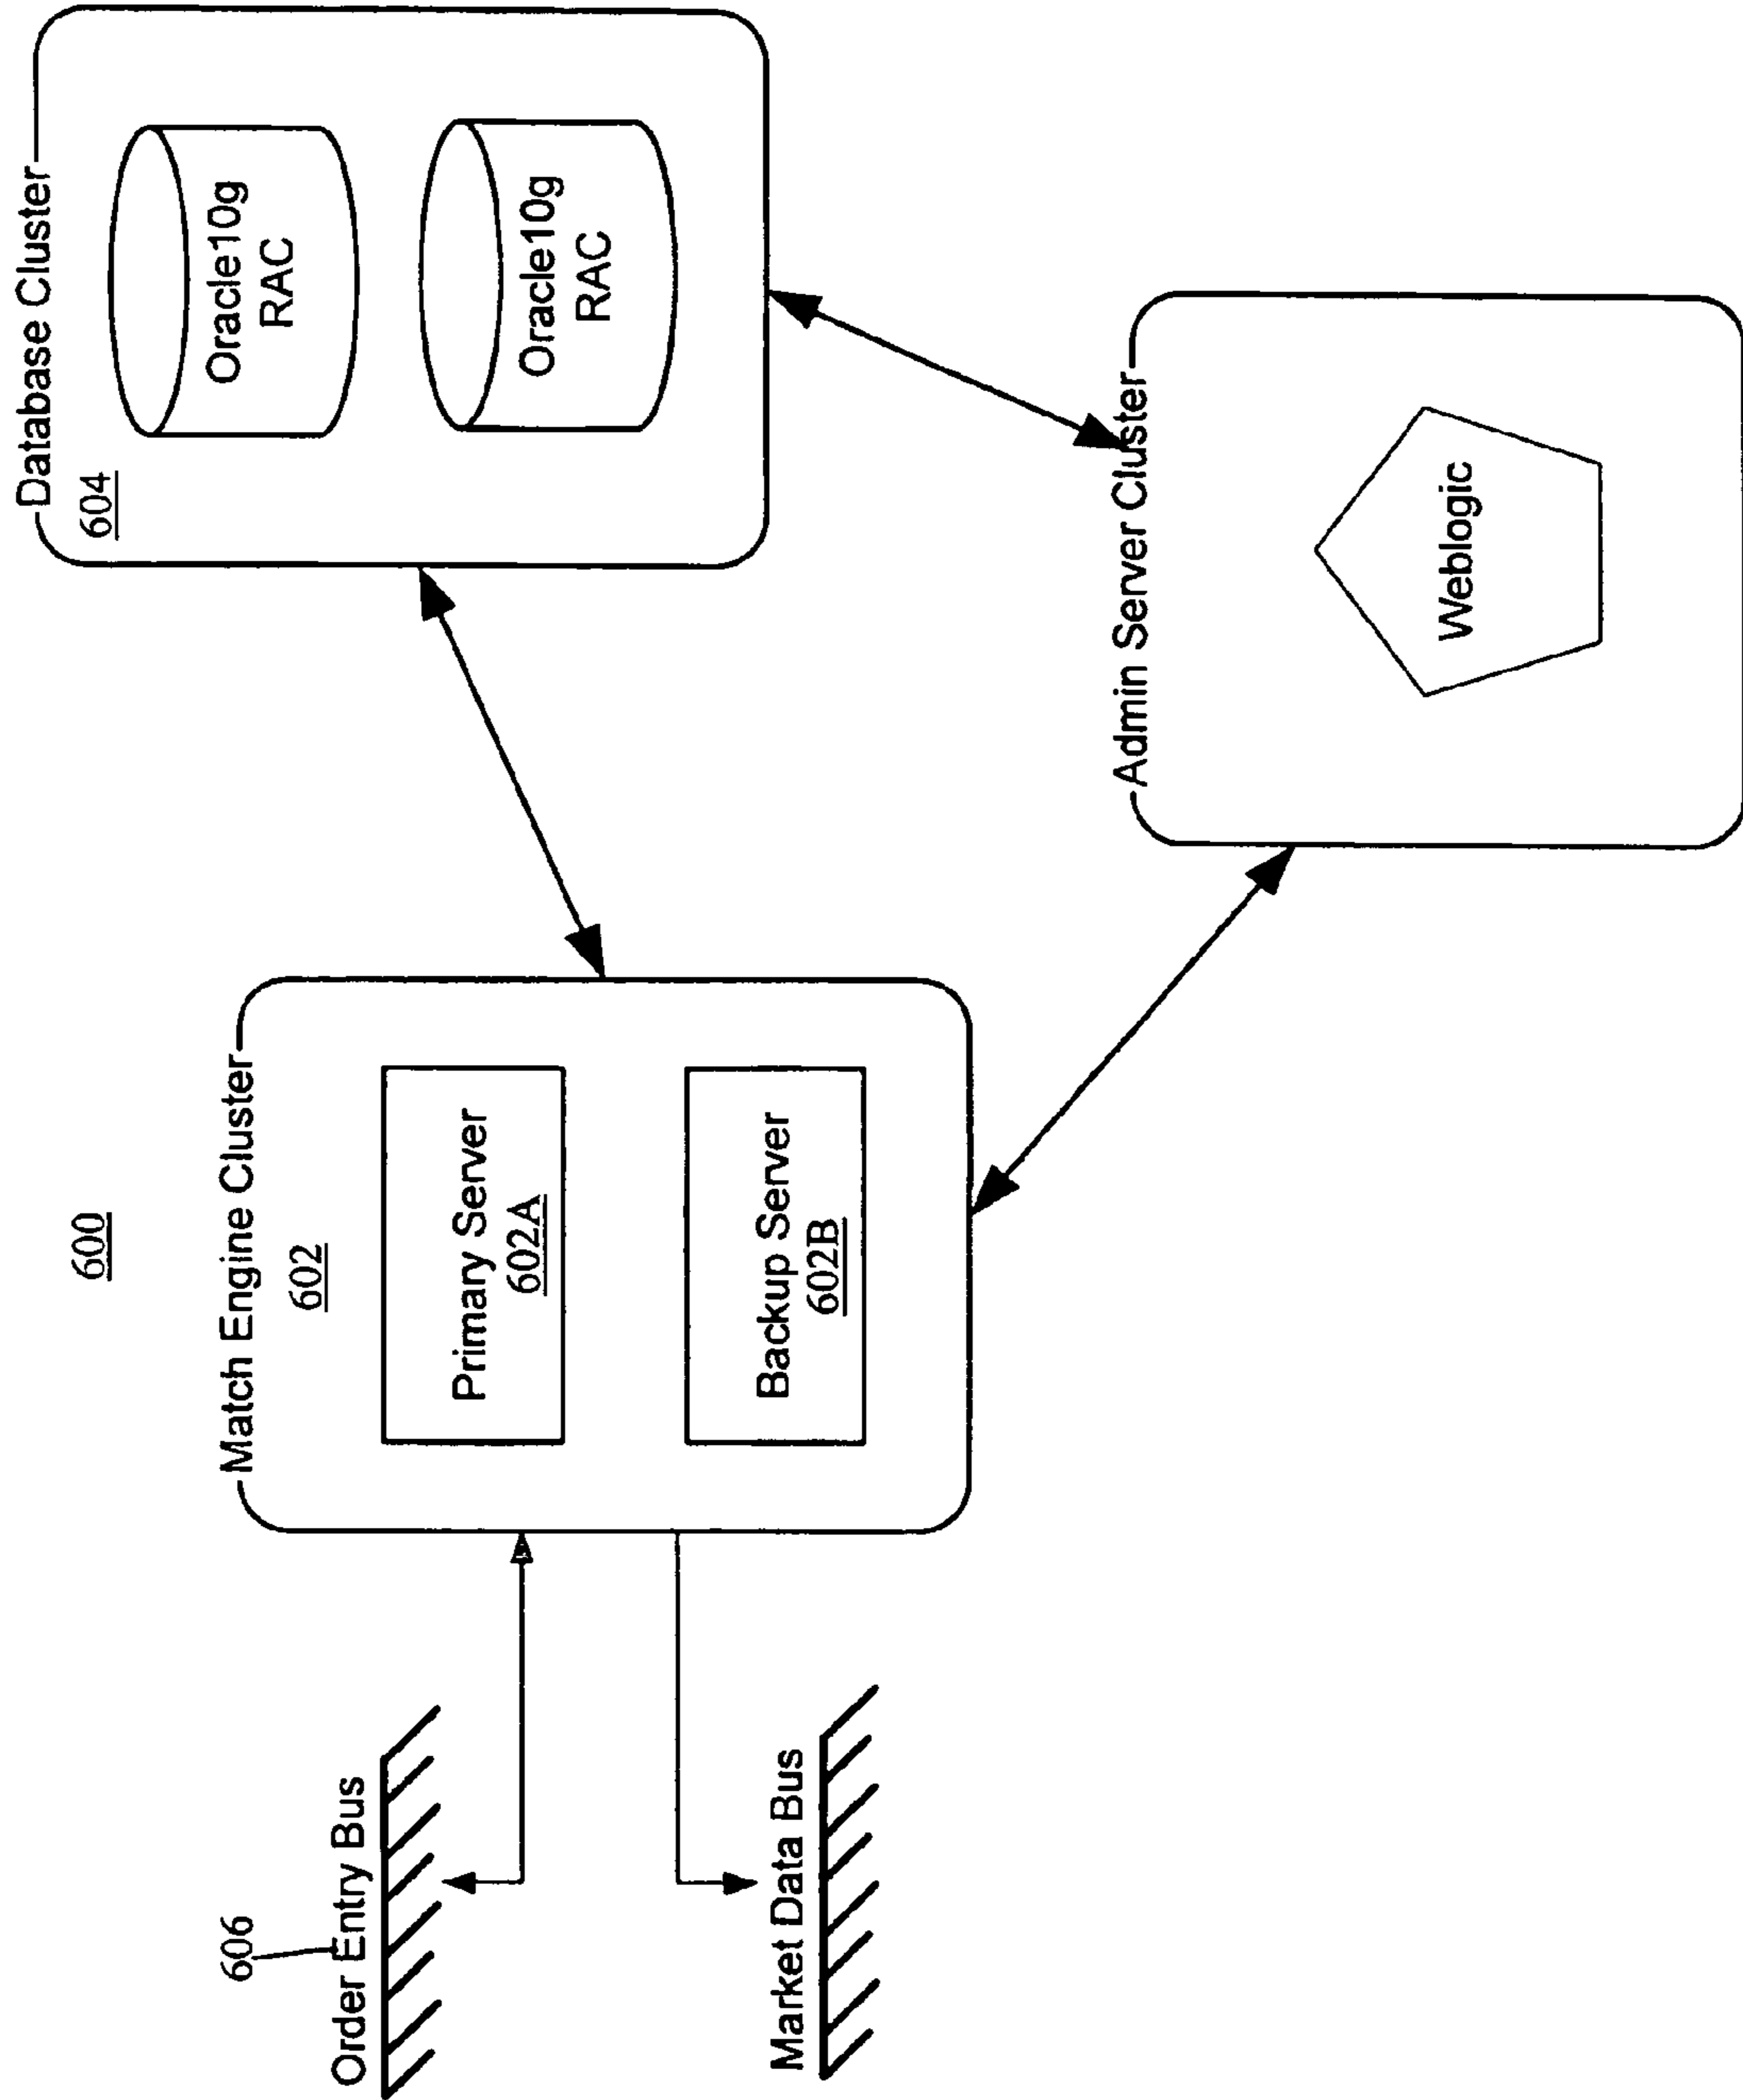 600
Match Engine Cluster
602
Primary Server
602A
Backup Server
602B
606
Order Entry Bus
Market Data Bus
Database Cluster
604
Oracle10g
RAC
Oracle10g
RAC
Admin Server Cluster
Weblogic